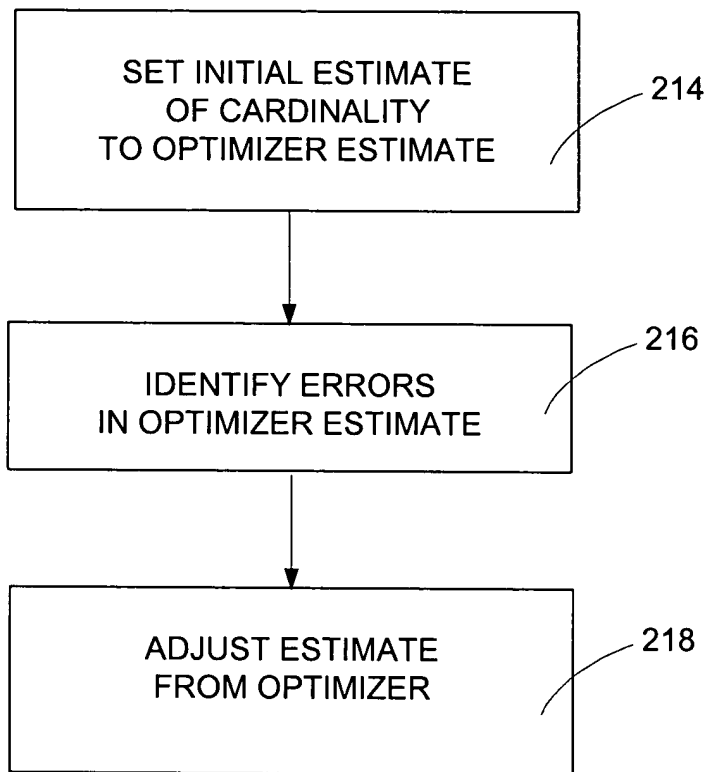 SET INITIAL ESTIMATE
OF CARDINALITY
TO OPTIMIZER ESTIMATE
214
IDENTIFY ERRORS
IN OPTIMIZER ESTIMATE
216
ADJUST ESTIMATE
FROM OPTIMIZER
218